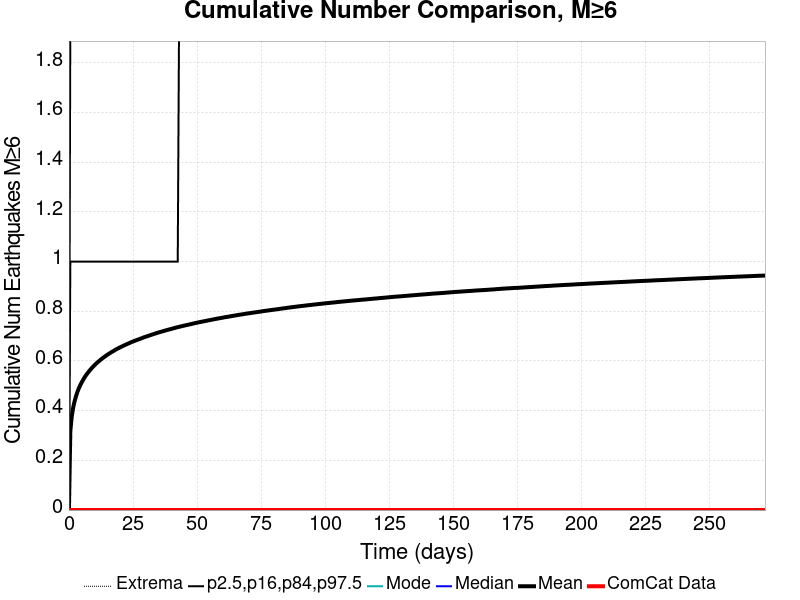 Cumulative Number Comparison, M≥6
Cumulative Num Earthquakes M≥6
1.8
1.6
1.4
1.2
1
0.8
0.6
0.4
0.2
0
0 25 50 75 100 125 150 175 200 225 250
Time (days)
Extrema p2.5,p16,p84,p97.5 Mode Median Mean ComCat Data